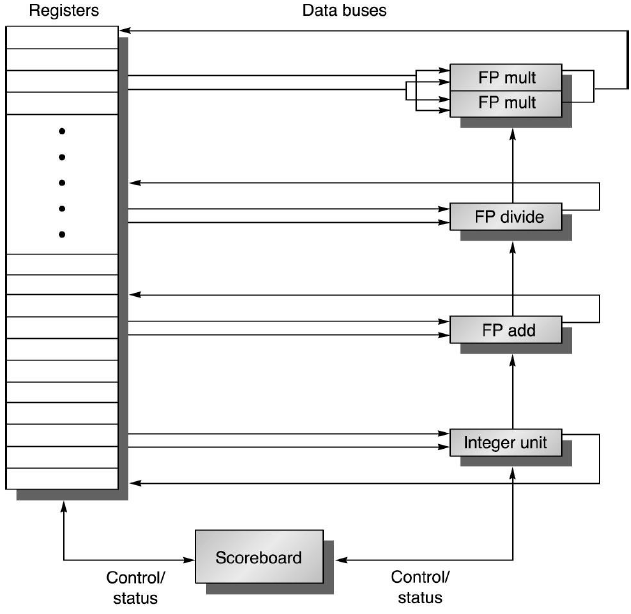 Registers
Data buses
FP mult
FP mult
FP divide
FP add
Integer unit
Scoreboard
Control/
status
Control/
status